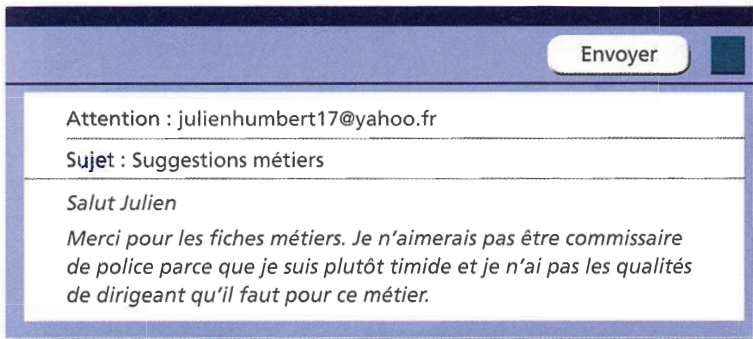 Envoyer
Attention : julienhumbert17@yahoo.fr
Sujet : Suggestions métiers
Salut Julien
Merci pour les fiches métiers. Je n'aimerais pas être commissaire
de police parce que je suis plutôt timide et je n'ai pas les qualités
de dirigeant qu'il faut pour ce métier.